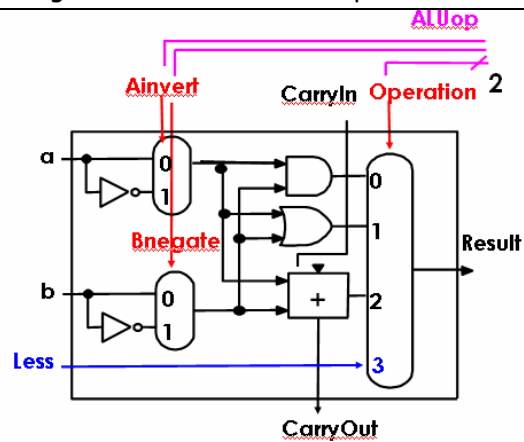 ALUop
Ainvert
CarryIn
Operation
2
a
0
1
0
1
Bnegate
Result
b
0
1
+
2
Less
3
CarryOut